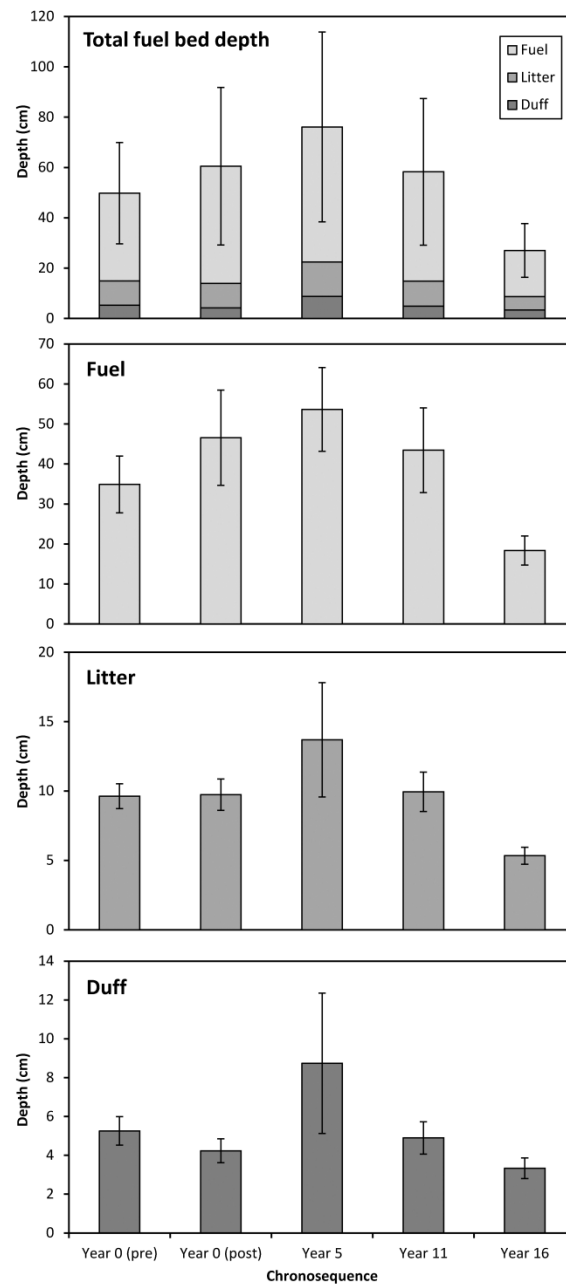 Total fuel bed depth
Fuel
Litter
Duff
120
100
80
60
40
20
0
Depth (cm)
Fuel
70
60
50
40
30
20
10
0
Depth (cm)
Litter
20
15
10
5
0
Depth (cm)
Duff
14
12
10
8
6
4
2
0
Depth (cm)
Year 0 (pre) Year 0 (post) Year 5 Year 11 Year 16
Chronosequence